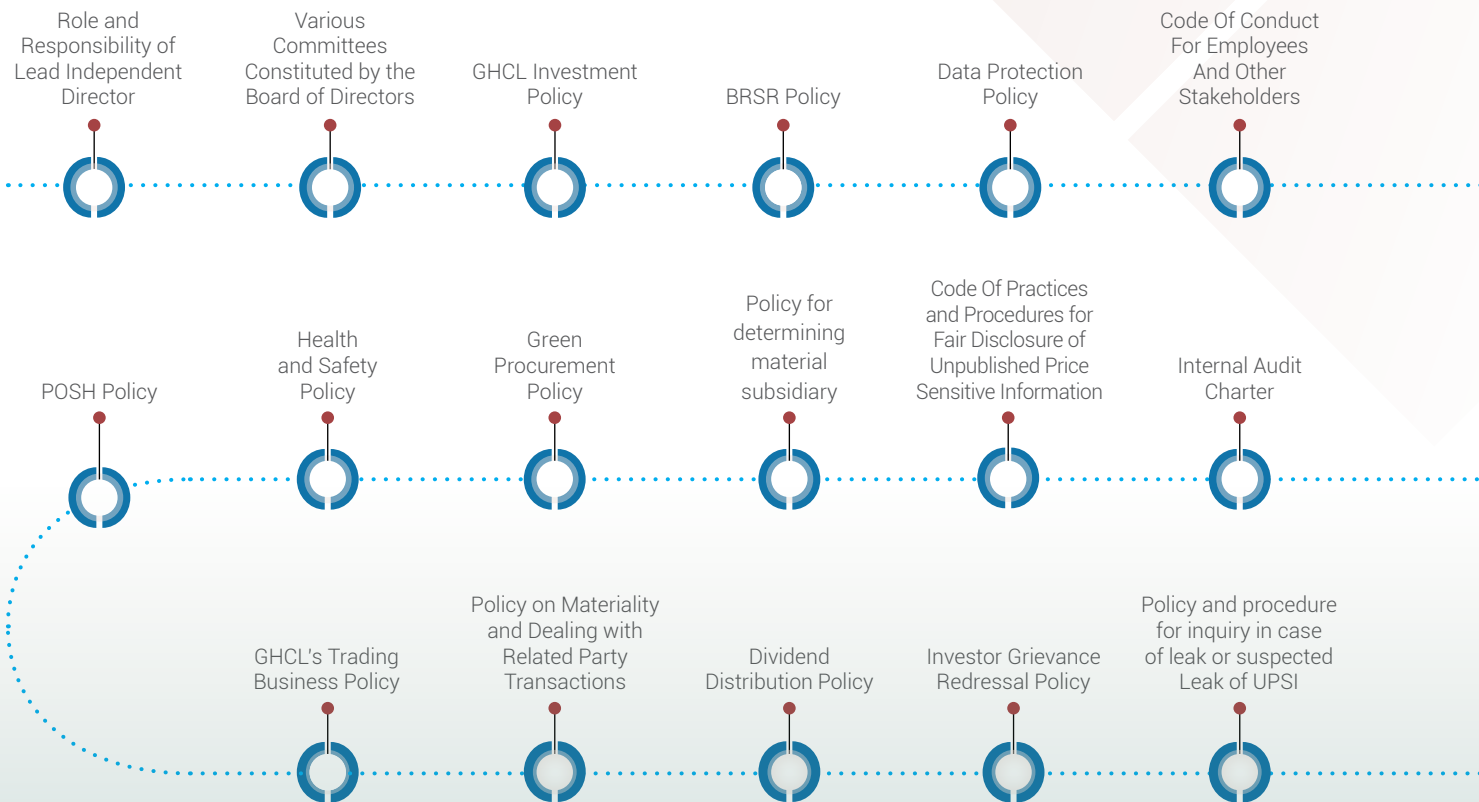 Role and
Responsibility of
Lead Independent
Director
Various
Committees
Constituted by the
Board of Directors
GHCL Investment
Policy
BRSR Policy
Data Protection
Policy
Code Of Conduct
For Employees
And Other
Stakeholders
POSH Policy
Health
and Safety
Policy
Green
Procurement
Policy
Policy for
determining
material
subsidiary
Code Of Practices
and Procedures for
Fair Disclosure of
Unpublished Price
Sensitive Information
Internal Audit
Charter
GHCL's Trading
Business Policy
Policy on Materiality
and Dealing with
Related Party
Transactions
Dividend
Distribution Policy
Investor Grievance
Redressal Policy
Policy and procedure
for inquiry in case
of leak or suspected
Leak of UPSI